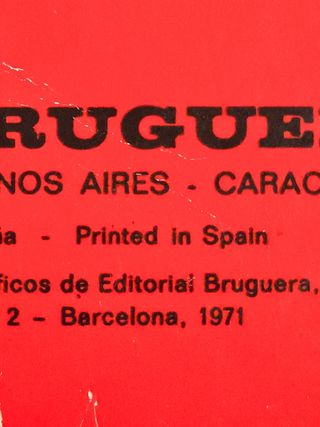 RUGUE
NOS AIRES - CARAC
ña - Printed in Spain
ficos de Editorial Bruguera,
2 - Barcelona, 1971